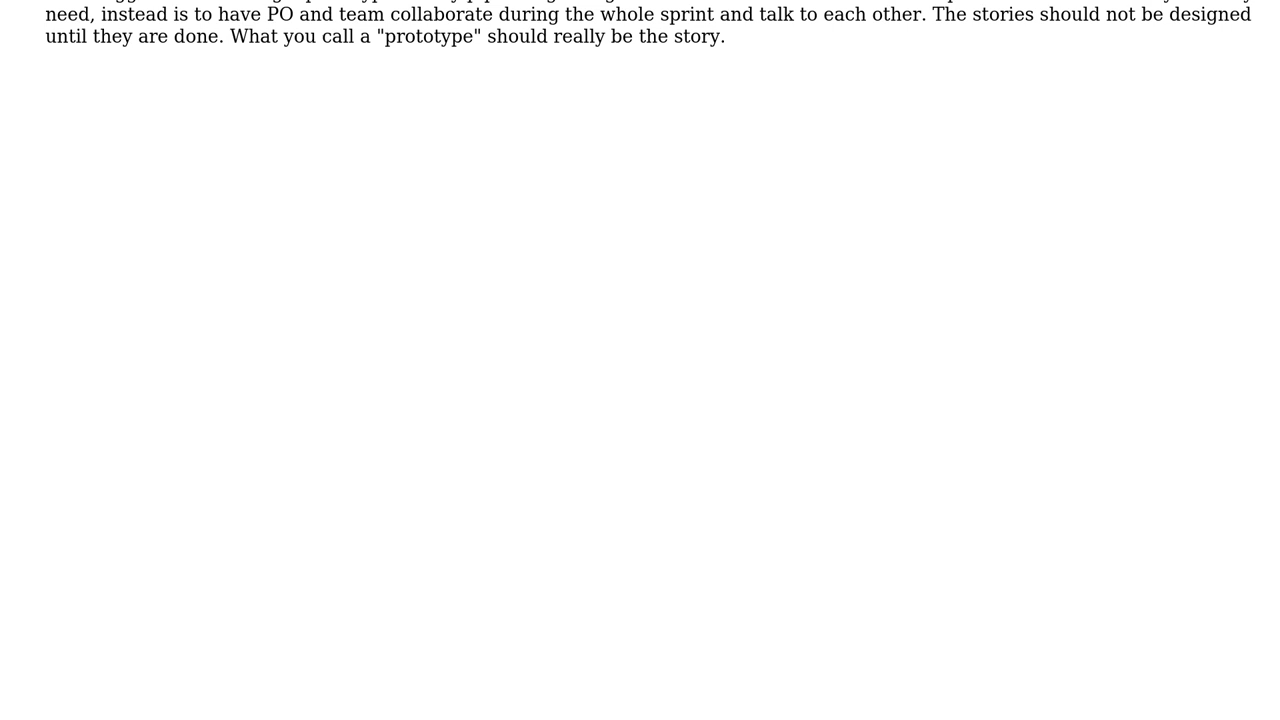 need, instead is to have PO and team collaborate during the whole sprint and talk to each other. The stories should not be designed
until they are done. What you call a "prototype" should really be the story.